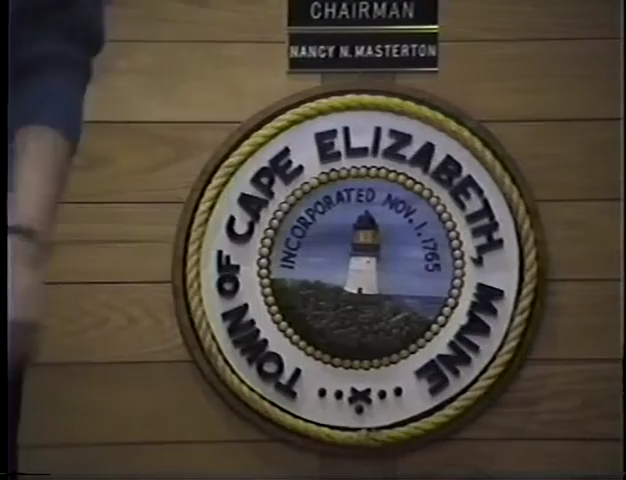 CHAIRMAN
NANCY N. MASTERTON
TOWN OF CAPE ELIZABETH, MAINE
INCORPORATED NOV. 1. 1765